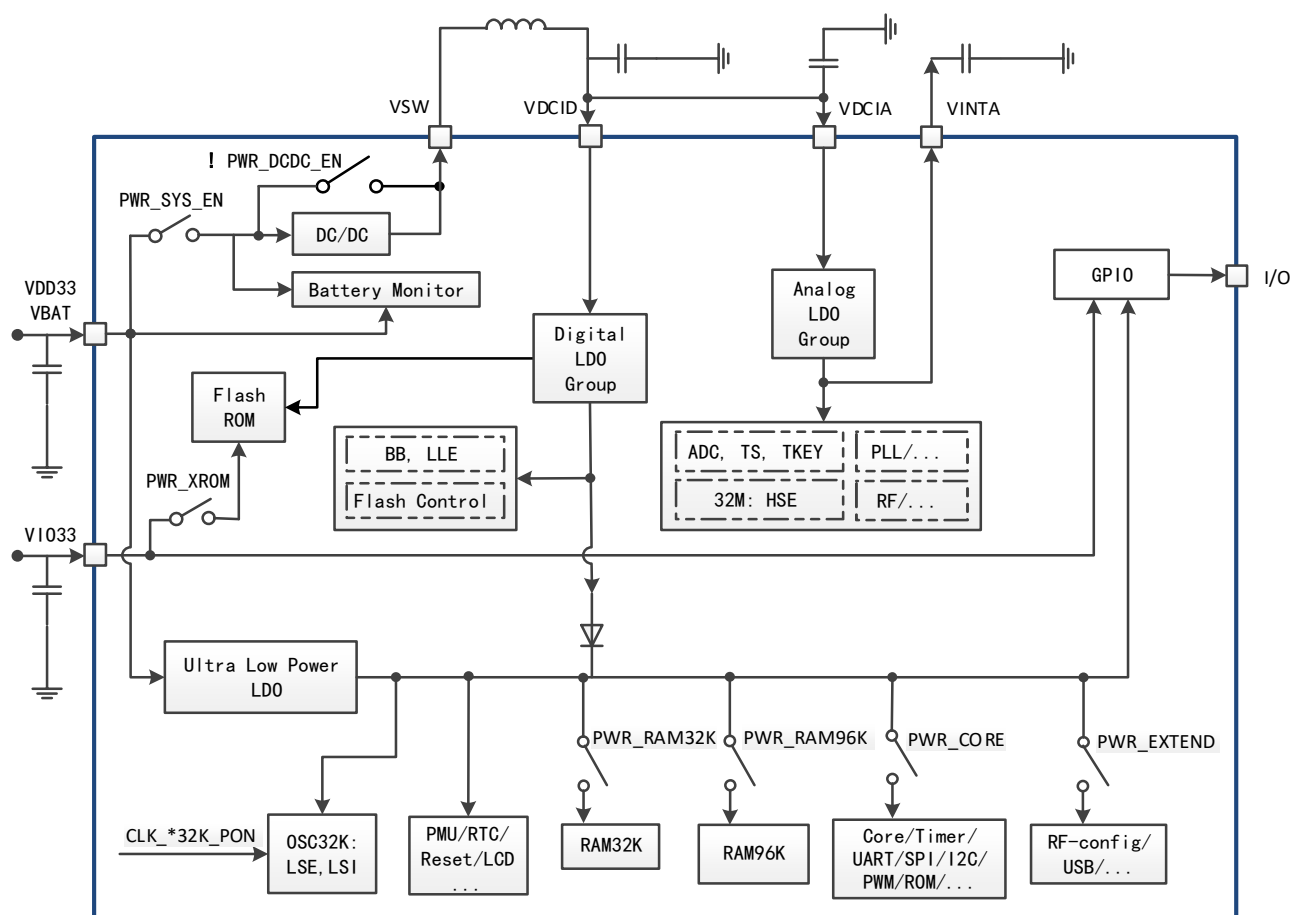 VSW
VDCID
VDCIA
VINTA
! PWR_DCDC_EN
PWR_SYS_EN
DC/DC
Battery Monitor
VDD33
VBAT
GPIO
I/O
Analog
LDO
Group
Digital
LDO
Group
Flash
ROM
PWR_XROM
BB, LLE
Flash Control
ADC, TS, TKEY
PLL/...
32M: HSE
RF/...
VIO33
Ultra Low Power
LDO
PWR_RAM32K
PWR_RAM96K
PWR_CORE
PWR_EXTEND
CLK_*32K_PON
OSC32K:
LSE,LSI
PMU/RTC/
Reset/LCD
...
RAM32K
RAM96K
Core/Timer/
UART/SPI/I2C/
PWM/ROM/...
RF-config/
USB/...